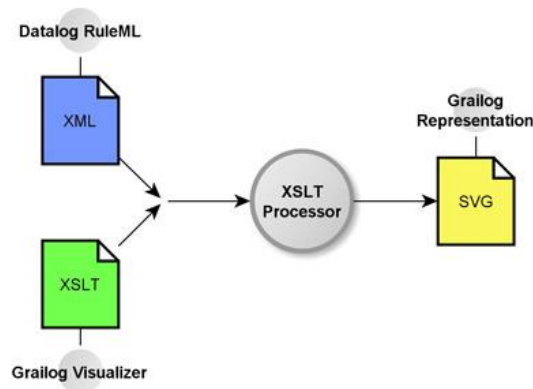 Datalog RuleML
XML
XSLT
Grailog Visualizer
XSLT
Processor
Grailog
Representation
SVG